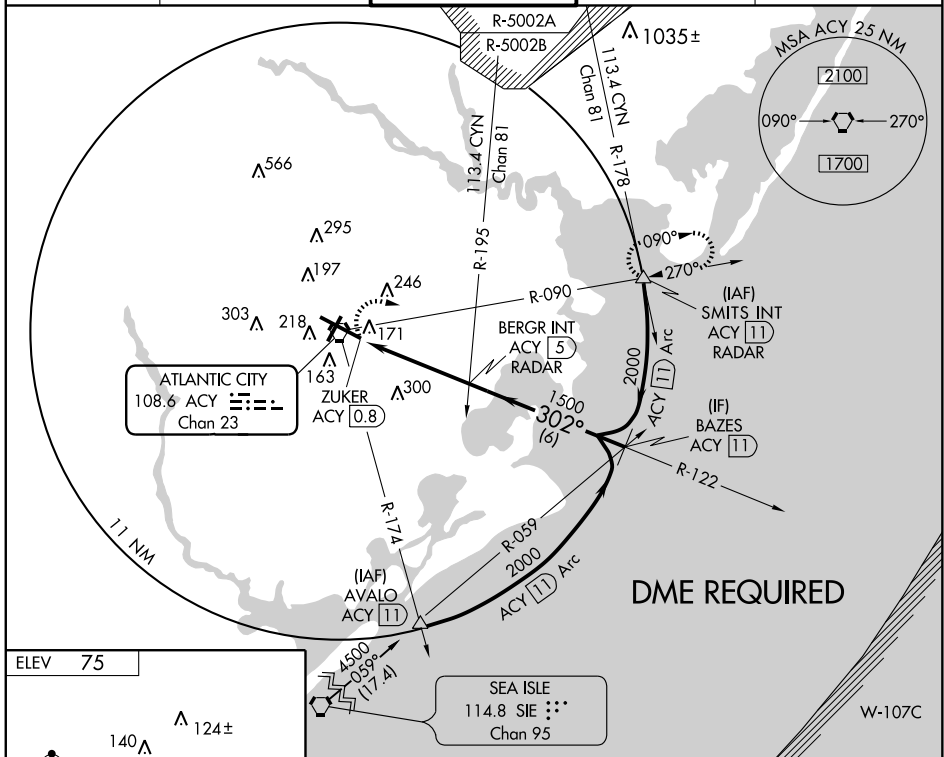 R-5002A
R-5002B
1035±
MSA ACY 25 NM
2100
090°
270°
1700
113.4 CYN
Chan 81
R-178
113.4 CYN
Chan 81
R-195
566
295
197
246
303
218
171
163
300
090°
270°
R-090
(IAF)
SMITS INT
ACY 11
RADAR
BERGR INT
ACY 5
RADAR
ATLANTIC CITY
108.6 ACY
Chan 23
ZUKER
ACY 0.8
2000
ACY 11 Arc
1500
302°
(6)
(IF)
BAZES
ACY 11
R-122
R-174
R-059
2000
ACY 11 Arc
11 NM
(IAF)
AVALO
ACY 11
DME REQUIRED
4500
059°
(17.4)
SEA ISLE
114.8 SIE
Chan 95
W-107C
ELEV 75
124±
140